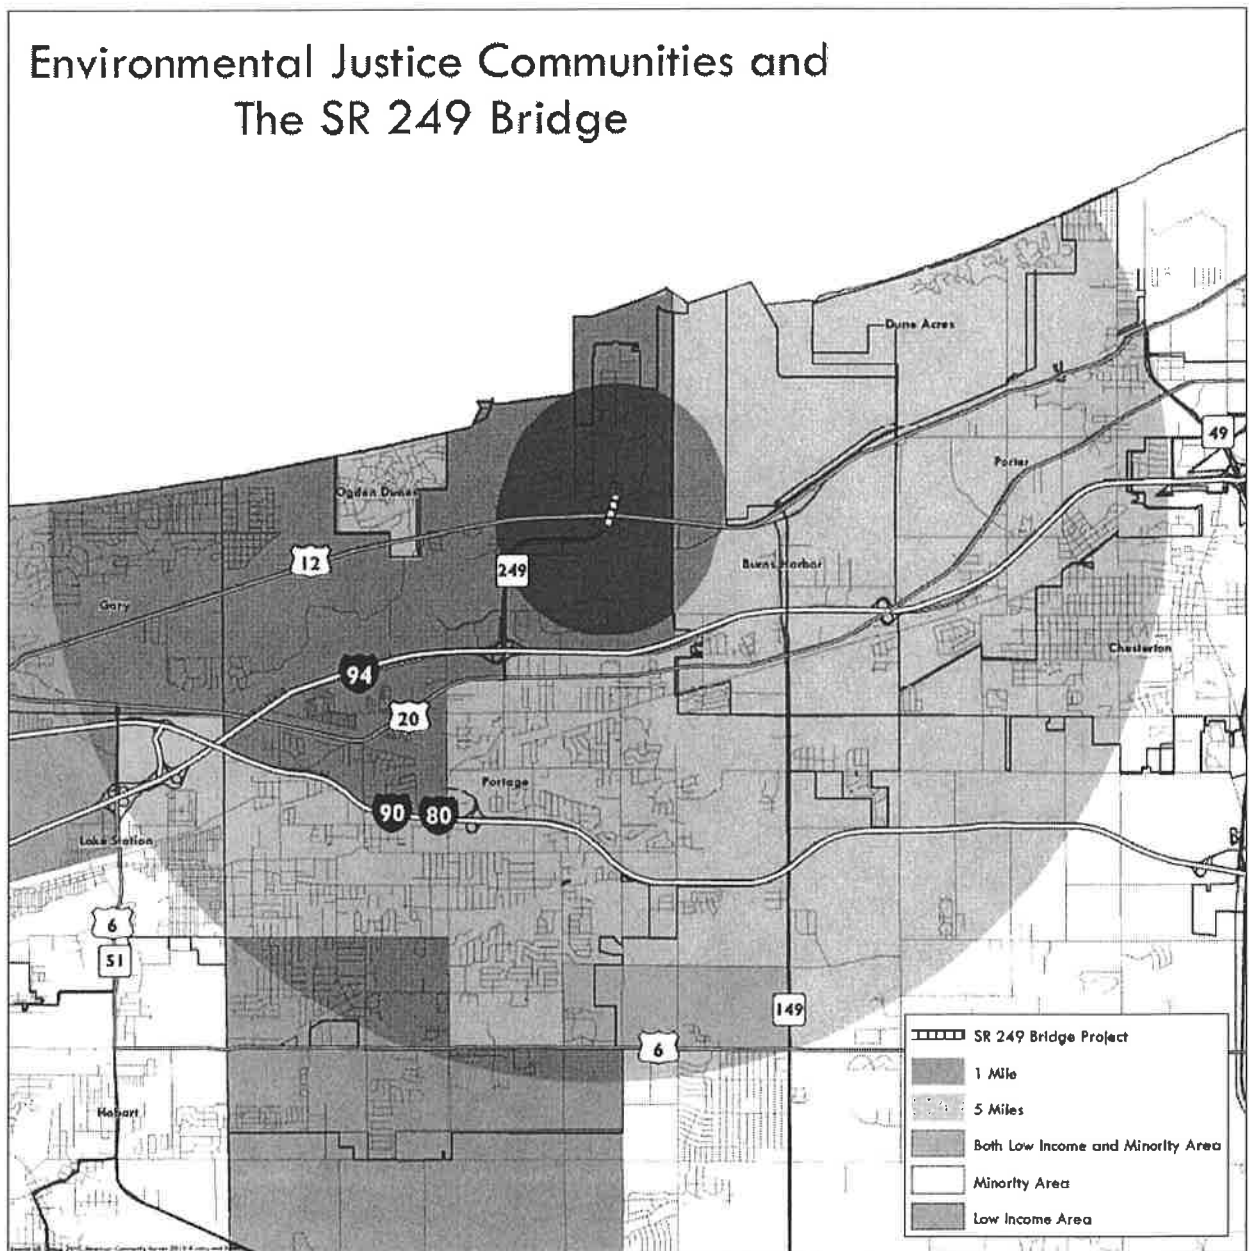 Environmental Justice Communities and
The SR 249 Bridge
Dune Acres
49
Porter
Ogden Dunes
12
249
Burns Harbor
Gary
94
Chesterton
20
Portage
90
80
Lake Station
6
51
149
6
Hobart
SR 249 Bridge Project
1 Mile
5 Miles
Both Low Income and Minority Area
Minority Area
Low Income Area